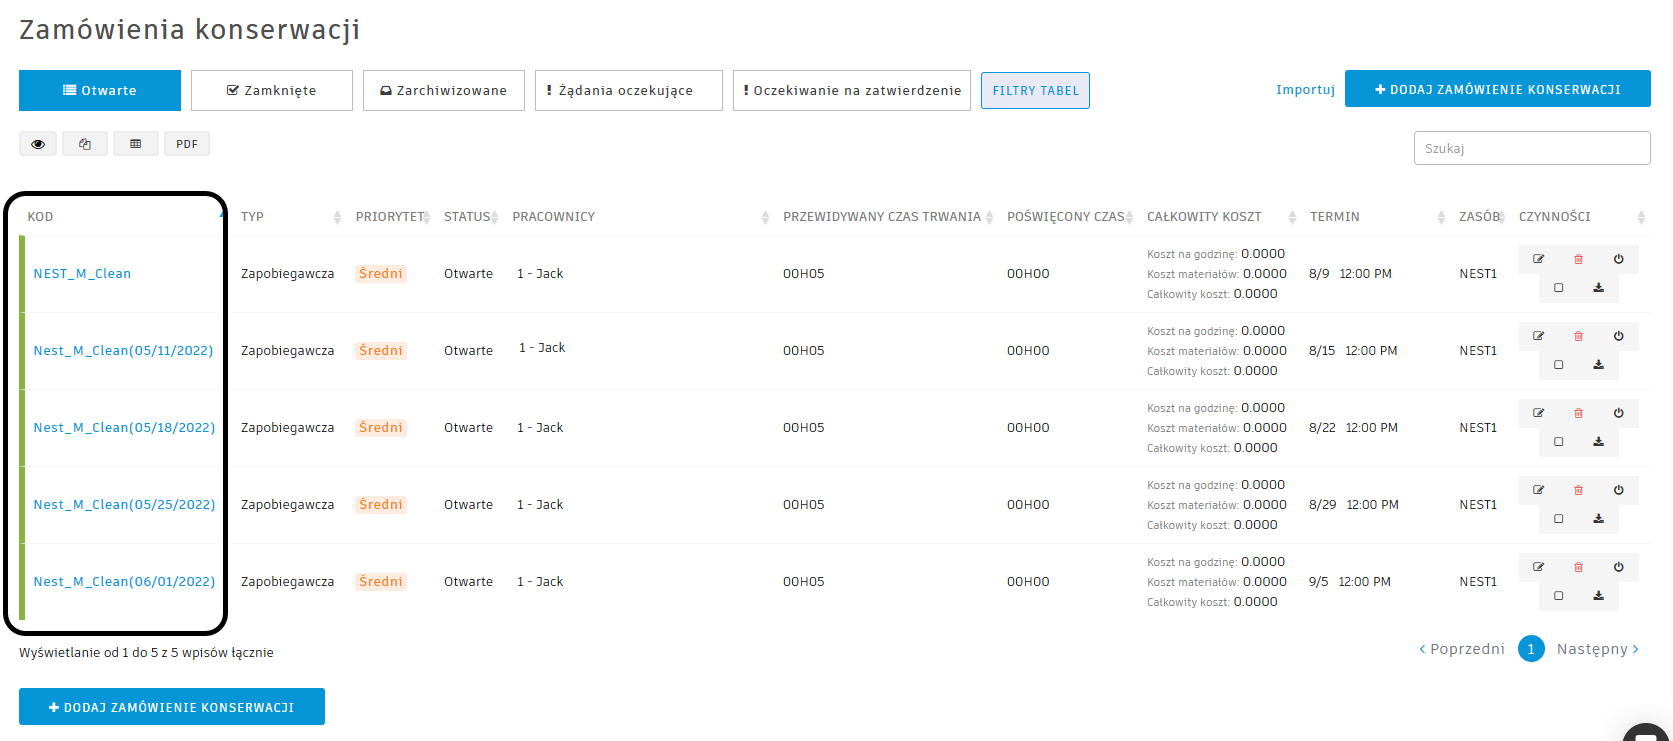 Zamówienia konserwacji
Otwarte Zamknięte Zarchiwizowane Żądania oczekujące Oczekiwanie na zatwierdzenie FILTRY TABEL Importuj DODAJ ZAMÓWIENIE KONSERWACJI
PDF Szukaj
KOD TYP PRIORYTET STATUS PRACOWNICY PRZEWIDYWANY CZAS TRWANIA POŚWIĘCONY CZAS CAŁKOWITY KOSZT TERMIN ZASÓB CZYNNOŚCI
Koszt na godzinę: 0.0000
NEST_M_Clean Zapobiegawcza Średni Otwarte 1 - Jack 00H05 00H00 Koszt materiałów: 0.0000 8/9 12:00 PM NEST1
Całkowity koszt: 0.0000
Koszt na godzinę: 0.0000
Nest_M_Clean(05/11/2022) Zapobiegawcza Średni Otwarte 1 - Jack 00H05 00H00 Koszt materiałów: 0.0000 8/15 12:00 PM NEST1
Całkowity koszt: 0.0000
Koszt na godzinę: 0.0000
Nest_M_Clean(05/18/2022) Zapobiegawcza Średni Otwarte 1 - Jack 00H05 00H00 Koszt materiałów: 0.0000 8/22 12:00 PM NEST1
Całkowity koszt: 0.0000
Koszt na godzinę: 0.0000
Nest_M_Clean(05/25/2022) Zapobiegawcza Średni Otwarte 1 - Jack 00H05 00H00 Koszt materiałów: 0.0000 8/29 12:00 PM NEST1
Całkowity koszt: 0.0000
Koszt na godzinę: 0.0000
Nest_M_Clean(06/01/2022) Zapobiegawcza Średni Otwarte 1 - Jack 00H05 00H00 Koszt materiałów: 0.0000 9/5 12:00 PM NEST1
Całkowity koszt: 0.0000
Wyświetlanie od 1 do 5 z 5 wpisów łącznie Poprzedni 1 Następny
DODAJ ZAMÓWIENIE KONSERWACJI